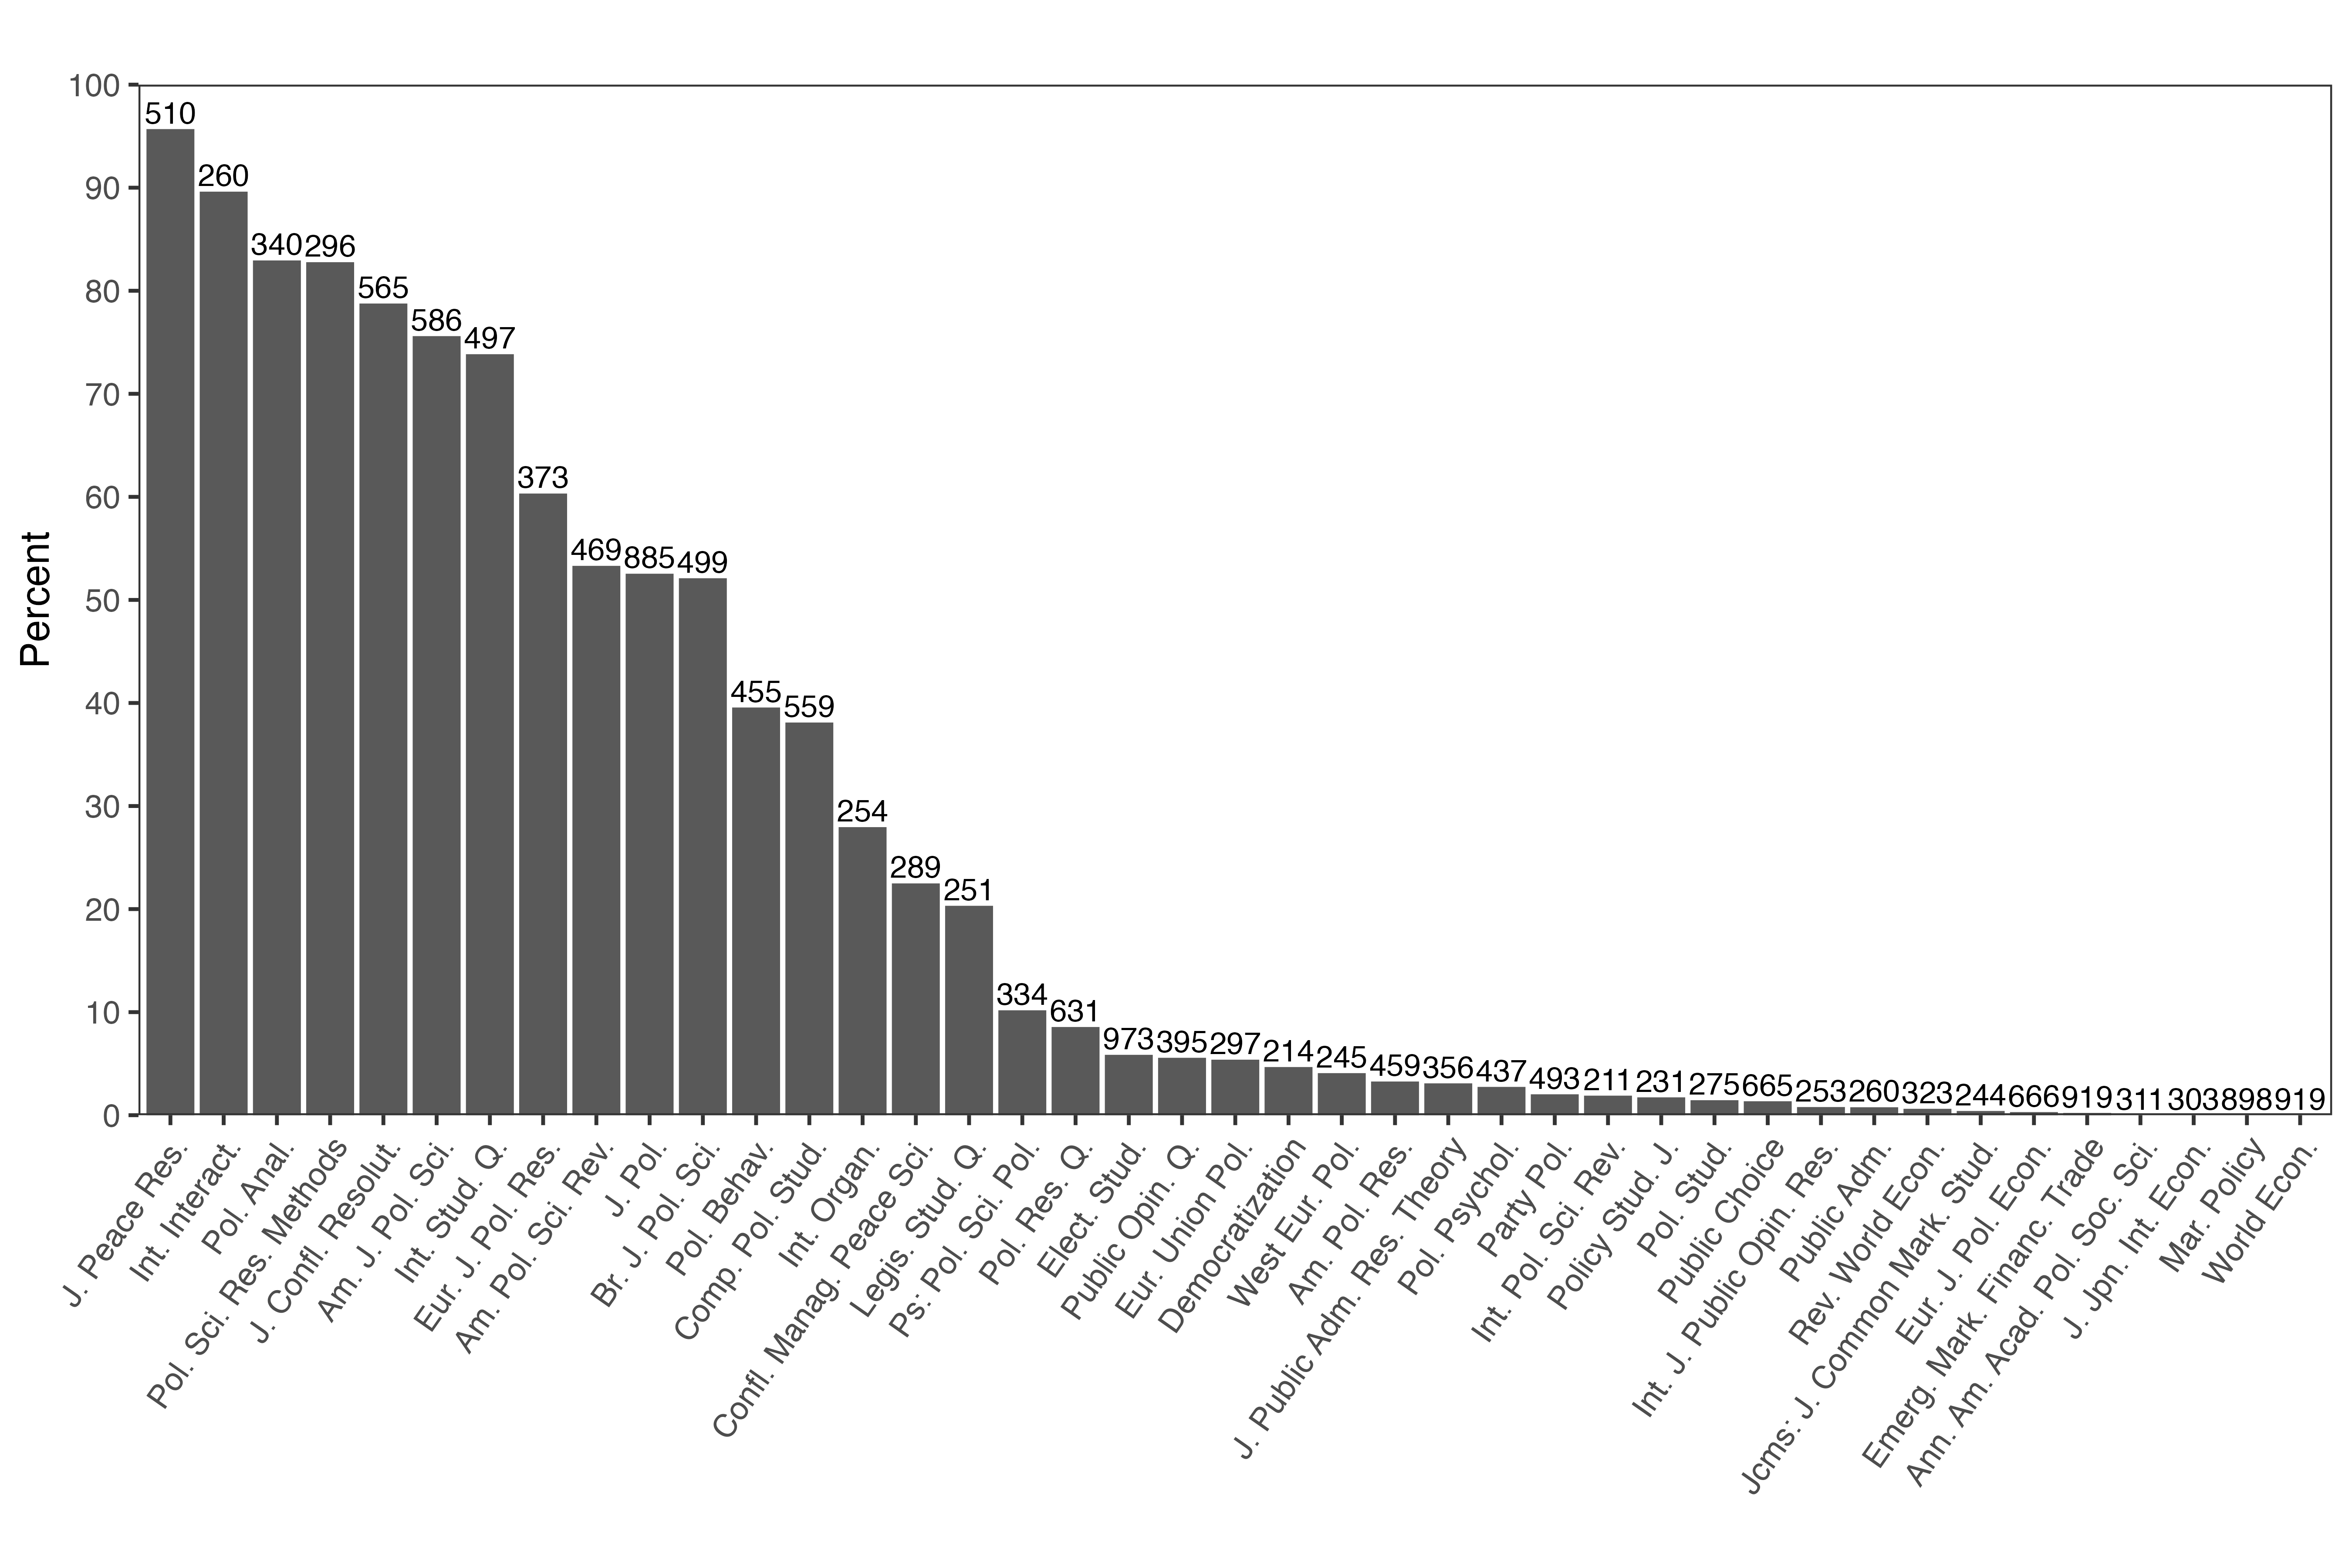 Percent
100
90
80
70
60
50
40
30
20
10
0
510
260
340
296
565
586
497
373
469
885
499
455
559
254
289
251
334
631
973
395
297
214
245
459
356
437
493
211
231
275
665
253
260
323
244
666
919
311
303
898
919
J. Peace Res.
Int. Interact.
Pol. Anal.
Pol. Sci. Res. Methods
J. Confl. Resolut.
Am. J. Pol. Sci.
Int. Stud. Q.
Eur. J. Pol. Res.
Am. Pol. Sci. Rev.
J. Pol.
Br. J. Pol. Sci.
Pol. Behav.
Comp. Pol. Stud.
Int. Organ.
Confl. Manag. Peace Sci.
Legis. Stud. Q.
Ps: Pol. Sci. Pol.
Pol. Res. Q.
Elect. Stud.
Public Opin. Q.
Eur. Union Pol.
Democratization
West Eur. Pol.
Am. Pol. Res.
J. Public Adm. Res. Theory
Pol. Psychol.
Party Pol.
Int. Pol. Sci. Rev.
Policy Stud. J.
Pol. Stud.
Public Choice
Int. J. Public Opin. Res.
Public Adm.
Rev. World Econ.
Jcms: J. Common Mark. Stud.
Eur. J. Pol. Econ.
Emerg. Mark. Financ. Trade
Ann. Am. Acad. Pol. Soc. Sci.
J. Jpn. Int. Econ.
Mar. Policy
World Econ.